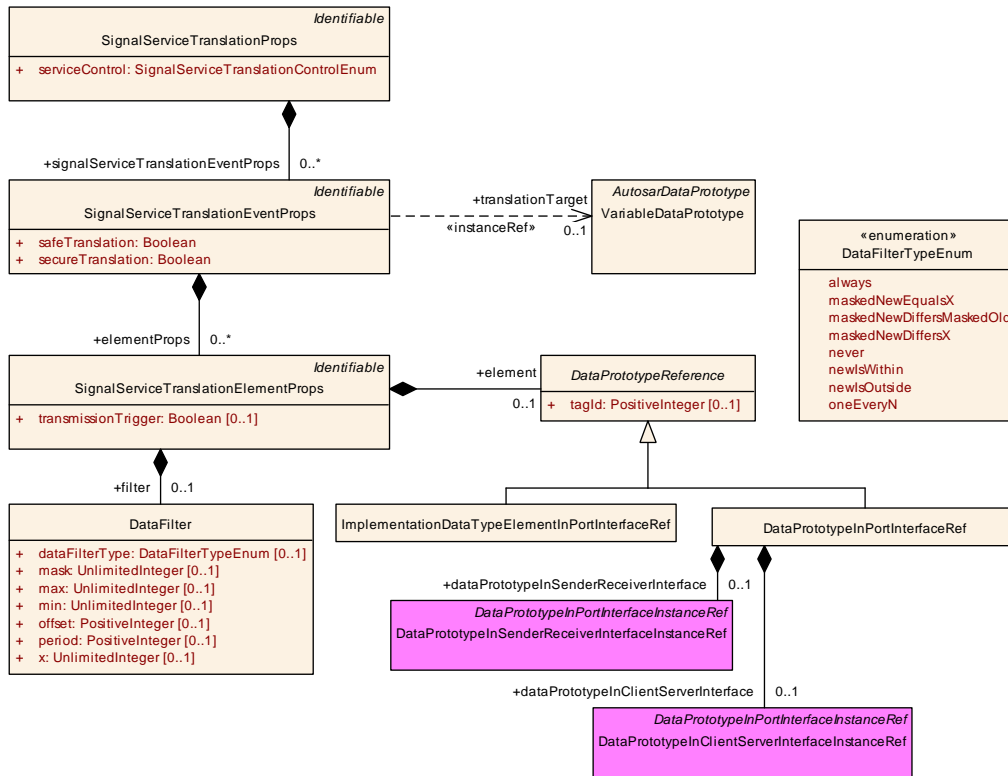 Identifiable
SignalServiceTranslationProps
+ serviceControl: SignalServiceTranslationControlEnum
+signalServiceTranslationEventProps 0..*
Identifiable
SignalServiceTranslationEventProps
+ safeTranslation: Boolean
+ secureTranslation: Boolean
+translationTarget
«instanceRef» 0..1
AutosarDataPrototype
VariableDataPrototype
«enumeration»
DataFilterTypeEnum
always
maskedNewEqualsX
maskedNewDiffersMaskedOld
maskedNewDiffersX
never
newIsWithin
newIsOutside
oneEveryN
+elementProps 0..*
Identifiable
SignalServiceTranslationElementProps
+ transmissionTrigger: Boolean [0..1]
+element
0..1
DataPrototypeReference
+ tagId: PositiveInteger [0..1]
+filter 0..1
DataFilter
+ dataFilterType: DataFilterTypeEnum [0..1]
+ mask: UnlimitedInteger [0..1]
+ max: UnlimitedInteger [0..1]
+ min: UnlimitedInteger [0..1]
+ offset: PositiveInteger [0..1]
+ period: PositiveInteger [0..1]
+ x: UnlimitedInteger [0..1]
ImplementationDataTypeElementInPortInterfaceRef
DataPrototypeInPortInterfaceRef
+dataPrototypeInSenderReceiverInterface 0..1
DataPrototypeInPortInterfaceInstanceRef
DataPrototypeInSenderReceiverInterfaceInstanceRef
+dataPrototypeInClientServerInterface 0..1
DataPrototypeInPortInterfaceInstanceRef
DataPrototypeInClientServerInterfaceInstanceRef